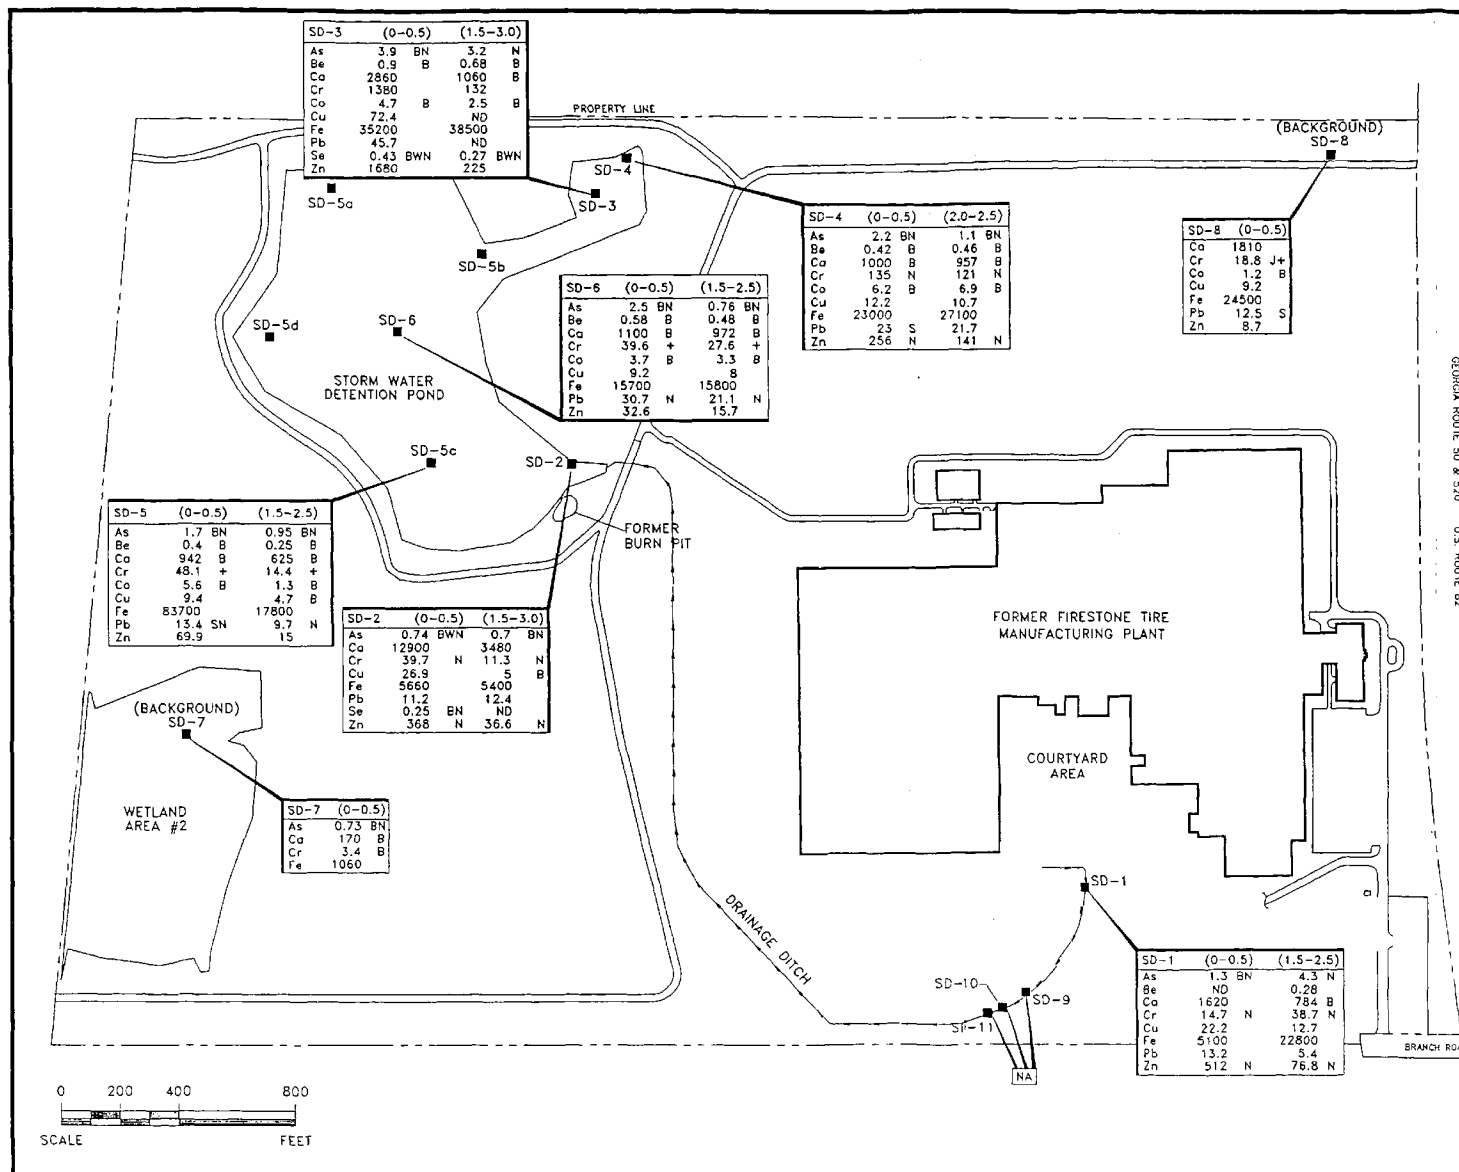 SD-3 (0-0.5) (1.5-3.0)
As 3.9 BN 3.2 N
Be 0.9 B 0.68 B
Ca 2860 1060 B
Cr 1380 132
Co 4.7 B 2.5 B
Cu 72.4 ND
Fe 35200 38500
Pb 45.7 ND
Se 0.43 BWN 0.27 BWN
Zn 1680 225
PROPERTY LINE
(BACKGROUND)
SD-8
SD-4
SD-5a
SD-3
SD-4 (0-0.5) (2.0-2.5)
As 2.2 BN 1.1 BN
Be 0.42 B 0.46 B
Ca 1000 B 957 B
Cr 135 N 121 N
Co 6.2 B 6.9 B
Cu 12.2 10.7
Fe 23000 27100
Pb 23 S 21.7
Zn 256 N 141 N
SD-8 (0-0.5)
Ca 1810
Cr 18.8 J+
Co 1.2 B
Cu 9.2
Fe 24500
Pb 12.5 S
Zn 8.7
SD-5b
SD-6 (0-0.5) (1.5-2.5)
As 2.5 BN 0.76 BN
Be 0.58 B 0.48 B
Ca 1100 B 972 B
Cr 39.6 + 27.6 +
Co 3.7 B 3.3 B
Cu 9.2 8
Fe 15700 15800
Pb 30.7 N 21.1 N
Zn 32.6 15.7
SD-5d
SD-6
STORM WATER
DETENTION POND
GEORGIA ROUTE 50 & 520 U.S. ROUTE 82
SD-5c
SD-2
SD-5 (0-0.5) (1.5-2.5)
As 1.7 BN 0.95 BN
Be 0.4 B 0.25 B
Ca 942 B 625 B
Cr 48.1 + 14.4 +
Co 5.6 B 1.3 B
Cu 9.4 4.7 B
Fe 83700 17800
Pb 13.4 SN 9.7 N
Zn 69.9 15
FORMER
BURN PIT
SD-2 (0-0.5) (1.5-3.0)
As 0.74 BWN 0.7 BN
Ca 12900 3480
Cr 39.7 N 11.3 N
Cu 26.9 5 B
Fe 5660 5400
Pb 11.2 12.4
Se 0.25 BN ND
Zn 368 N 36.6 N
FORMER FIRESTONE TIRE
MANUFACTURING PLANT
(BACKGROUND)
SD-7
COURTYARD
AREA
WETLAND
AREA #2
SD-7 (0-0.5)
As 0.73 BN
Ca 170 B
Cr 3.4 B
Fe 1060
DRAINAGE DITCH
SD-1
SD-1 (0-0.5) (1.5-2.5)
As 1.3 BN 4.3 N
Be ND 0.28
Ca 1620 784 B
Cr 14.7 N 38.7 N
Cu 22.2 12.7
Fe 5100 22800
Pb 13.2 5.4
Zn 512 N 76.8 N
SD-10
SD-9
SD-11
NA
BRANCH ROA
0 200 400 800
SCALE FEET